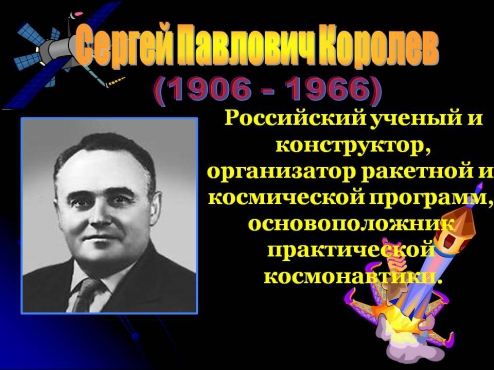 Сергей Павлович Королев
(1906 - 1966)
Российский ученый и
конструктор,
организатор ракетной и
космической программ,
основоположник
практической
космонавтики.